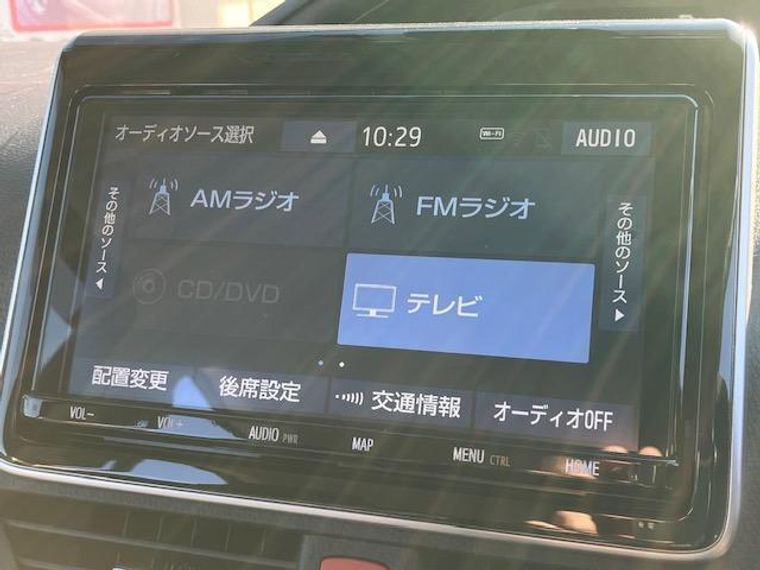 オーディオソース選択 10:29 Wi-Fi AUDIO
その他のソース
AMラジオ FMラジオ
その他のソース
CD/DVD テレビ
配置変更 後席設定 交通情報 オーディオOFF
VOL- VOL+ AUDIO PWR MAP MENU CTRL HOME